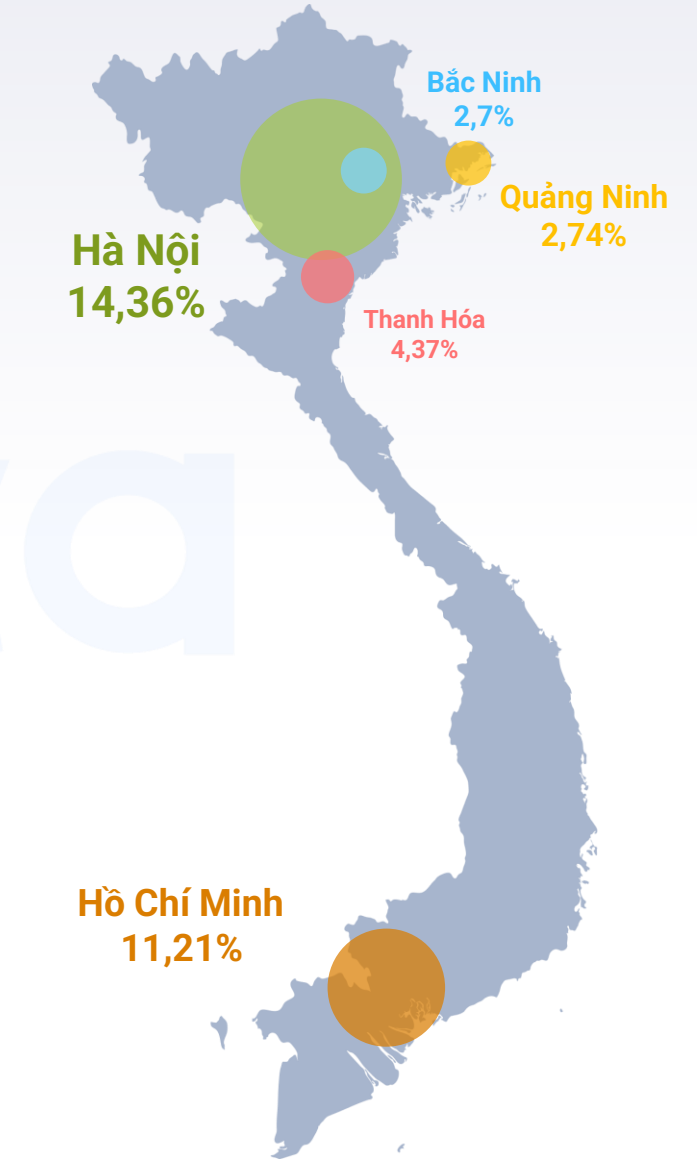 Bắc Ninh
2,7%
Quảng Ninh
2,74%
Hà Nội
14,36%
Thanh Hóa
4,37%
Hồ Chí Minh
11,21%